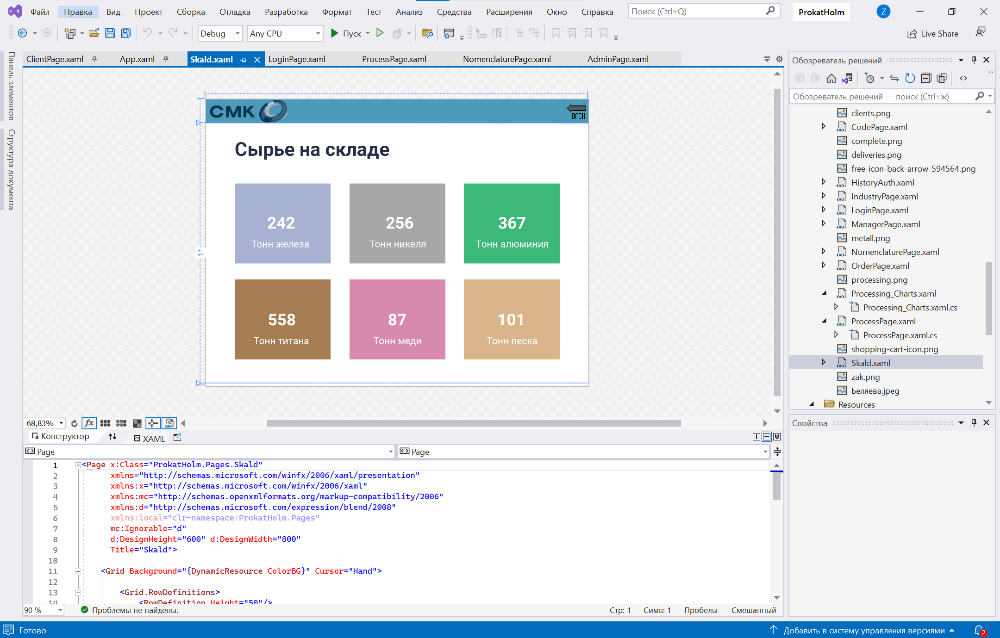 Файл Правка Вид Проект Сборка Отладка Разработка Формат Тест Анализ Средства Расширения Окно Справка Поиск (Ctrl+Q) ProkatHolm Z
Debug Any CPU Пуск Live Share
Панель элементов
Структура документа
ClientPage.xaml App.xaml Skald.xaml LoginPage.xaml ProcessPage.xaml NomenclaturePage.xaml AdminPage.xaml
СМК
BACK
Сырье на складе
242
Тонн железа
256
Тонн никеля
367
Тонн алюминия
558
Тонн титана
87
Тонн меди
101
Тонн песка
1*
68,83% fx
Конструктор XAML
Page Page
1 <Page x:Class="ProkatHolm.Pages.Skald"
2 xmlns="http://schemas.microsoft.com/winfx/2006/xaml/presentation"
3 xmlns:x="http://schemas.microsoft.com/winfx/2006/xaml"
4 xmlns:mc="http://schemas.openxmlformats.org/markup-compatibility/2006"
5 xmlns:d="http://schemas.microsoft.com/expression/blend/2008"
6 xmlns:local="clr-namespace:ProkatHolm.Pages"
7 mc:Ignorable="d"
8 d:DesignHeight="600" d:DesignWidth="800"
9 Title="Skald">
10
11 <Grid Background="{DynamicResource ColorBG}" Cursor="Hand">
12
13 <Grid.RowDefinitions>
14 <RowDefinition Height="50"/>
90 % Проблемы не найдены. Стр: 1 Симв: 1 Пробелы Смешанный
Обозреватель решений
Обозреватель решений — поиск (Ctrl+ж)
clients.png
CodePage.xaml
complete.png
deliveries.png
free-icon-back-arrow-594564.png
HistoryAuth.xaml
IndustryPage.xaml
LoginPage.xaml
ManagerPage.xaml
metall.png
NomenclaturePage.xaml
OrderPage.xaml
processing.png
Processing_Charts.xaml
Processing_Charts.xaml.cs
ProcessPage.xaml
ProcessPage.xaml.cs
shopping-cart-icon.png
Skald.xaml
zak.png
Беляева.jpeg
Resources
Свойства
Готово Добавить в систему управления версиями 2